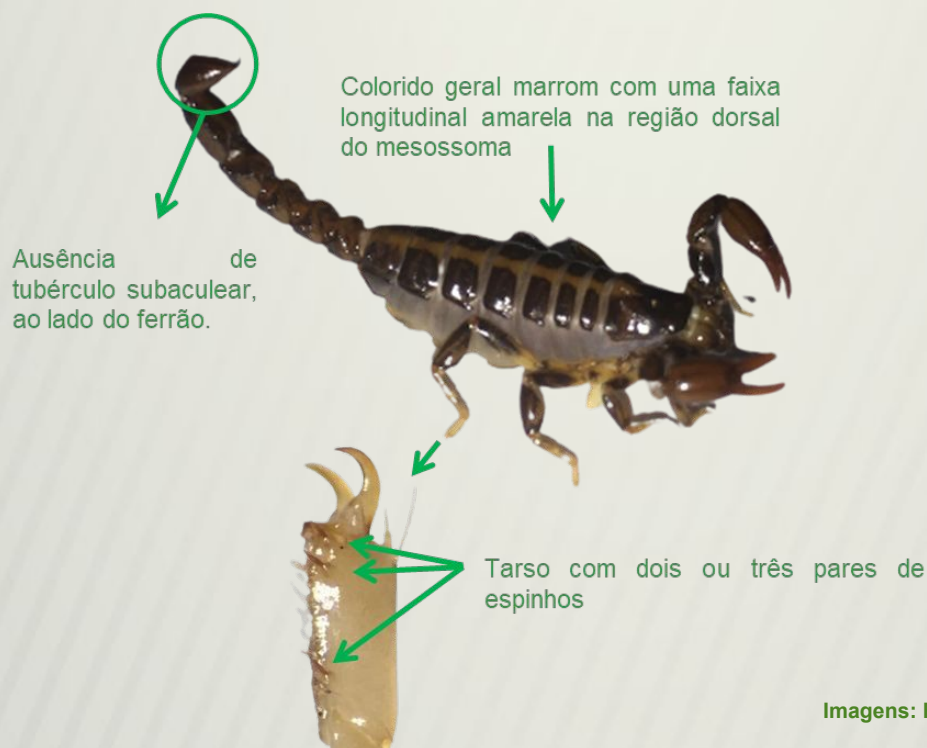 Colorido geral marrom com uma faixa
longitudinal amarela na região dorsal
do mesossoma
Ausência de
tubérculo subaculear,
ao lado do ferrão.
Tarso com dois ou três pares de
espinhos
Imagens: